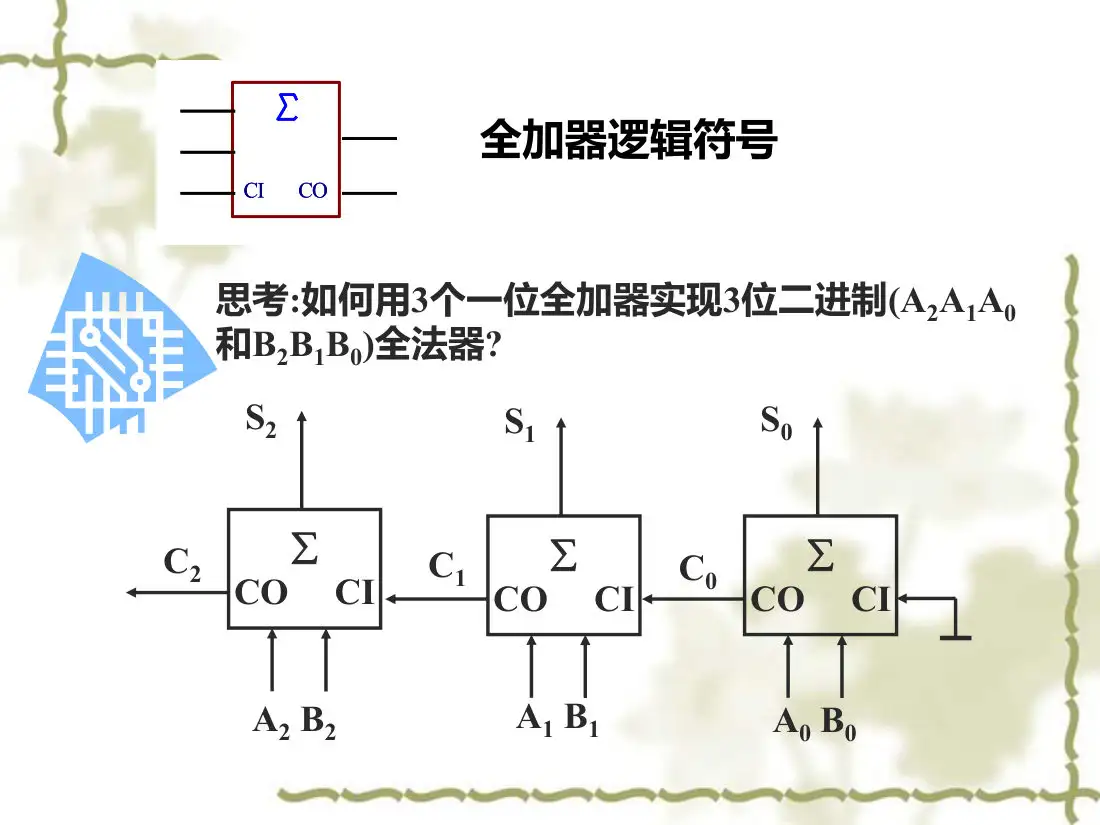 Σ
CI CO
全加器逻辑符号
思考:如何用3个一位全加器实现3位二进制(A₂A₁A₀
和B₂B₁B₀)全法器?
S₂ S₁ S₀
Σ Σ Σ
C₂ CO CI C₁ CO CI C₀ CO CI
A₂ B₂ A₁ B₁ A₀ B₀